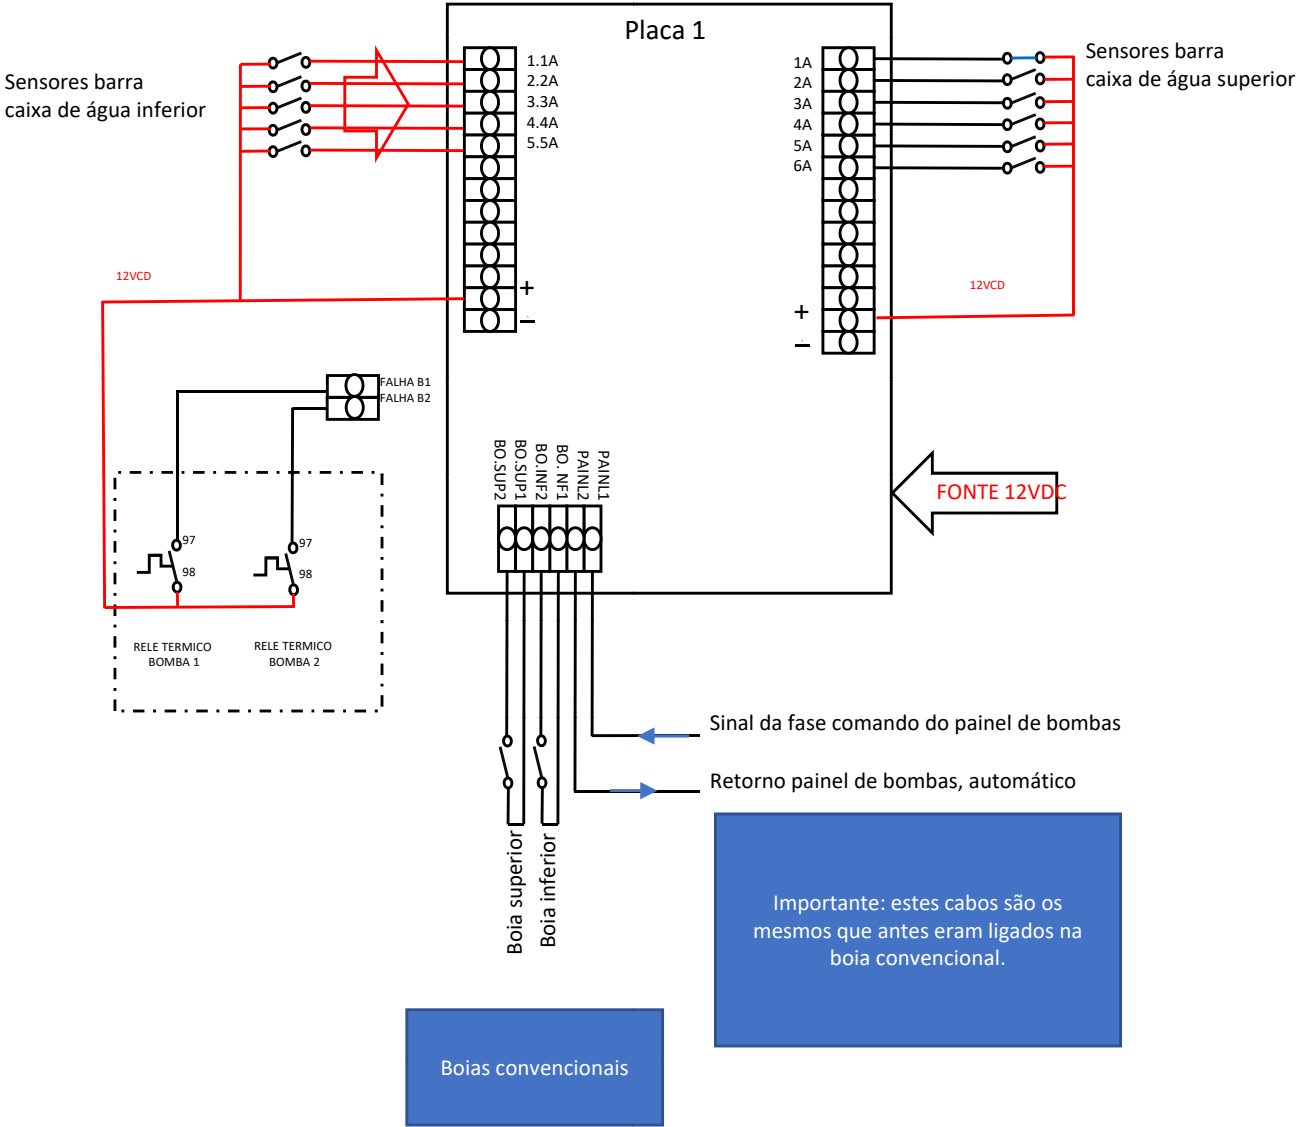 Placa 1
Sensores barra
caixa de água inferior
1.1A
2.2A
3.3A
4.4A
5.5A
+
–
1A
2A
3A
4A
5A
6A
+
–
Sensores barra
caixa de água superior
12VCD
12VCD
FALHA B1
FALHA B2
BO.SUP2
BO.SUP1
BO.INF2
BO. NF1
PAINL2
PAINL1
FONTE 12VDC
97
98
97
98
RELE TERMICO
BOMBA 1
RELE TERMICO
BOMBA 2
Sinal da fase comando do painel de bombas
Retorno painel de bombas, automático
Boia superior
Boia inferior
Importante: estes cabos são os
mesmos que antes eram ligados na
boia convencional.
Boias convencionais